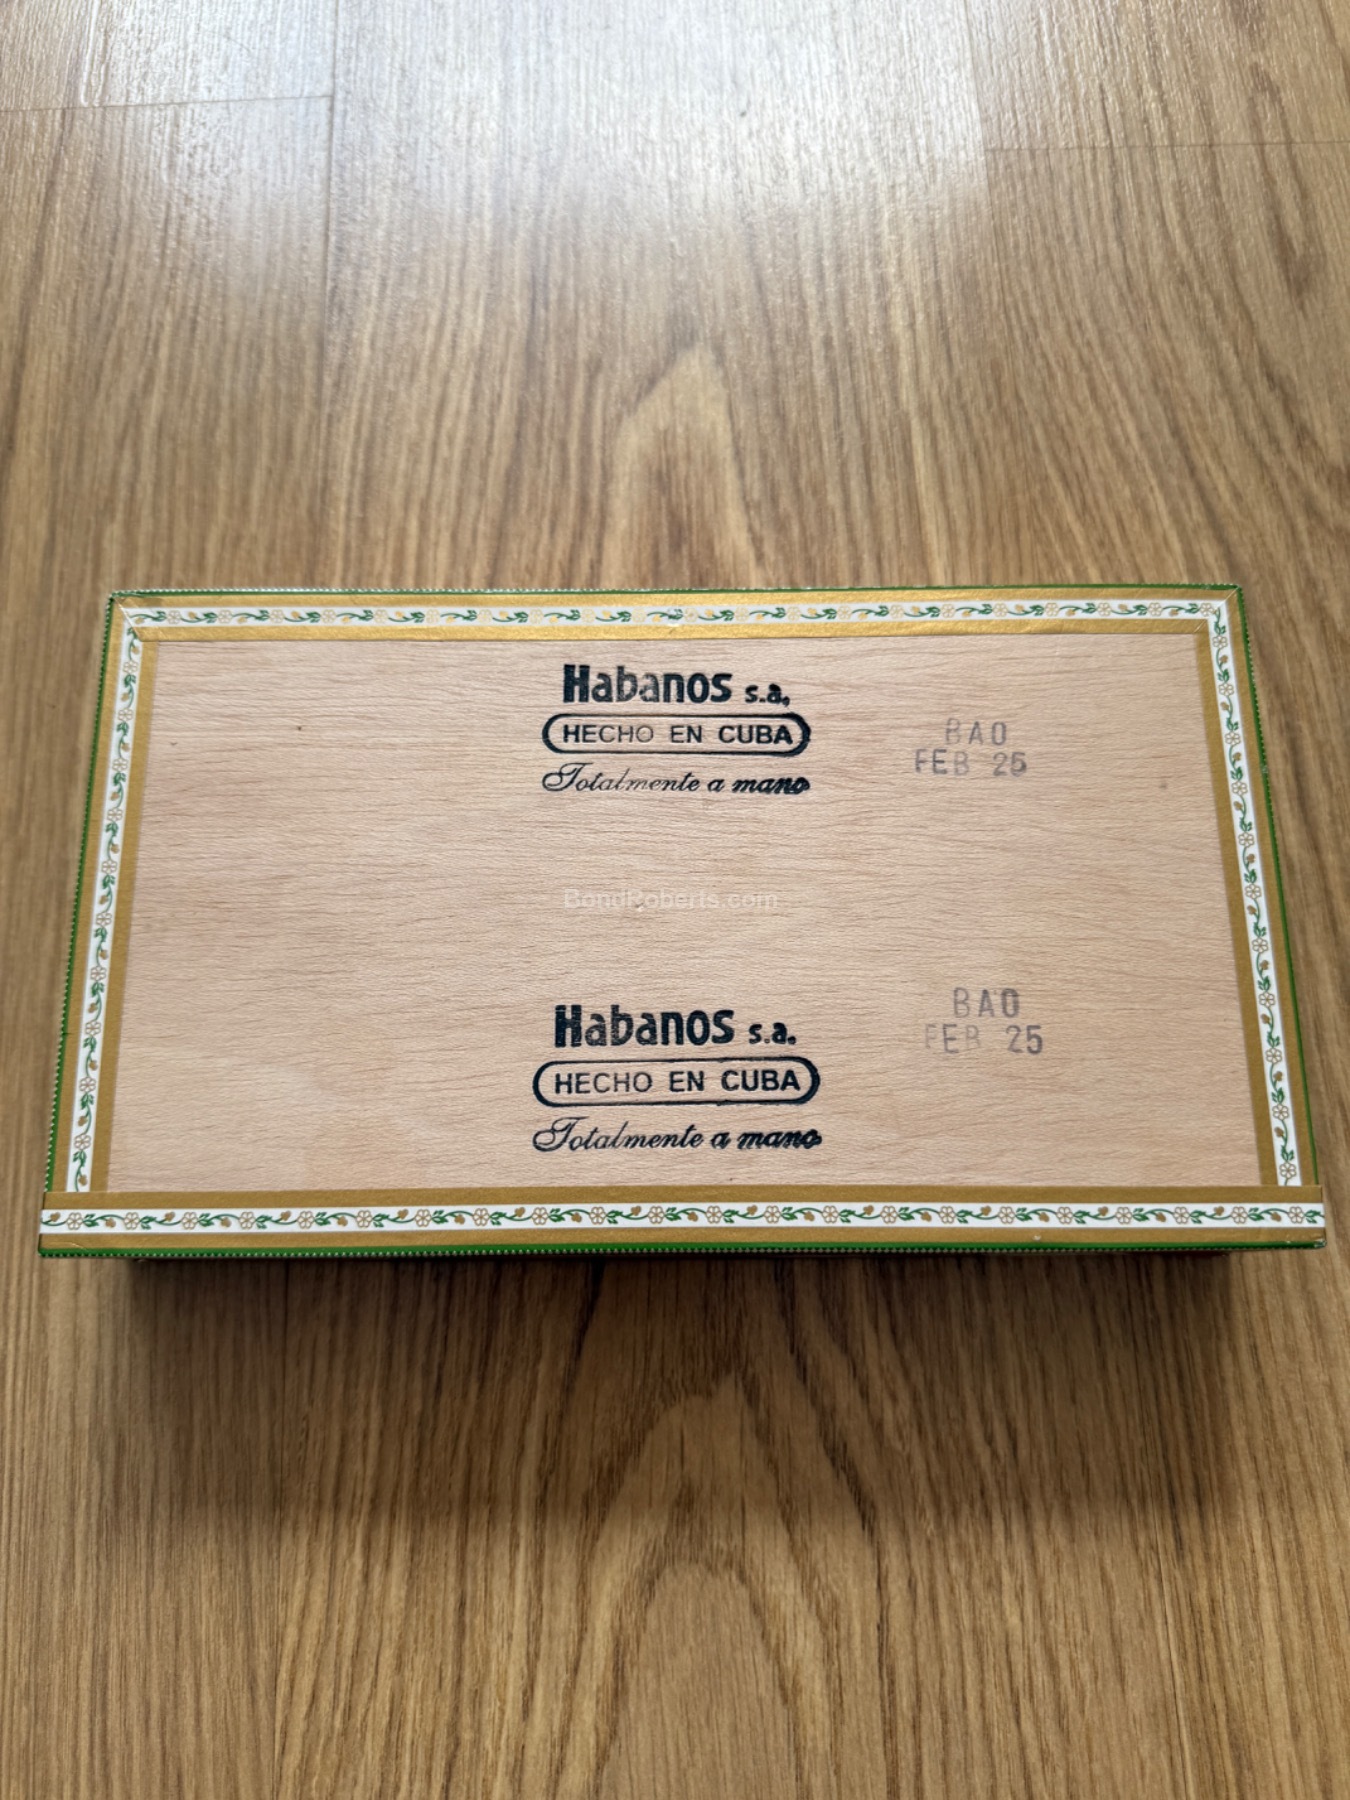 Habanos s.a.
HECHO EN CUBA
Totalmente a mano
BAO
FEB 25
BondRoberts.com
Habanos s.a.
HECHO EN CUBA
Totalmente a mano
BAO
FEB 25